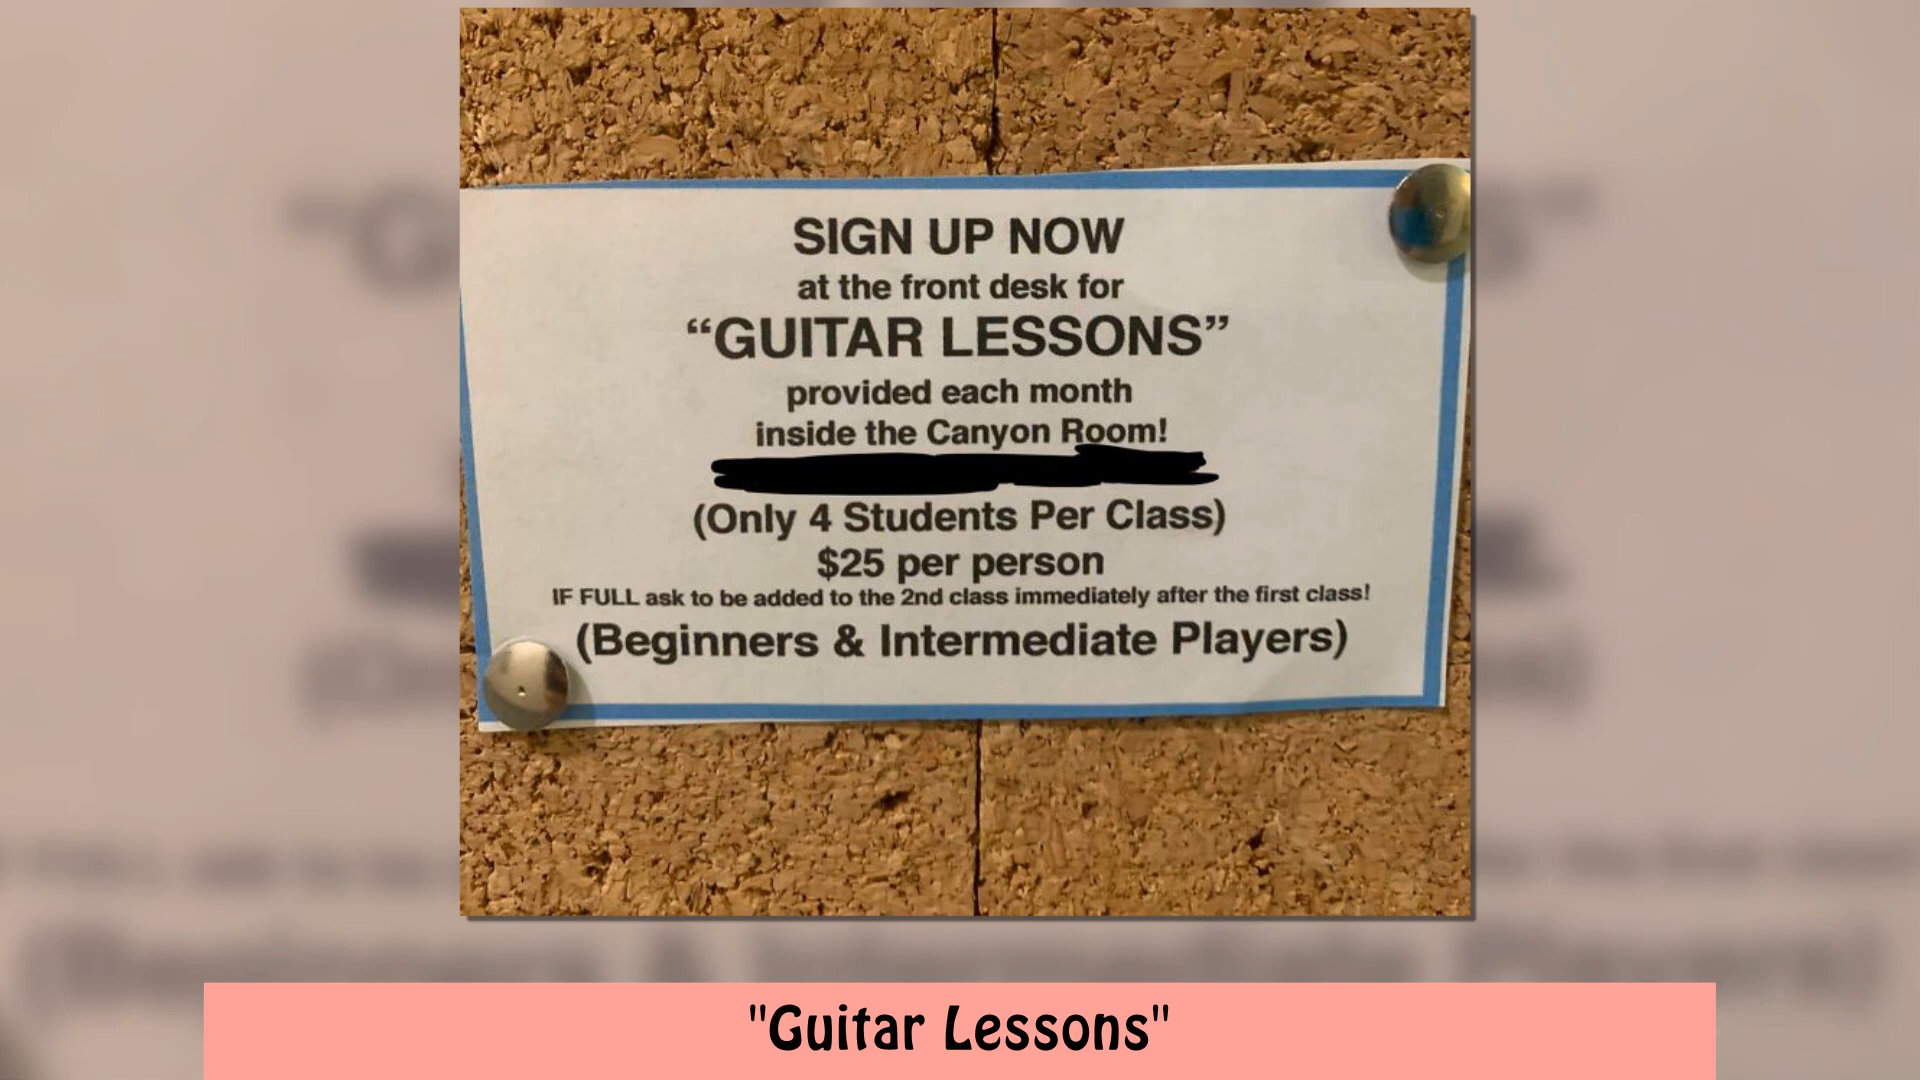 SIGN UP NOW
at the front desk for
“GUITAR LESSONS”
provided each month
inside the Canyon Room!
(Only 4 Students Per Class)
$25 per person
IF FULL ask to be added to the 2nd class immediately after the first class!
(Beginners & Intermediate Players)
"Guitar Lessons"